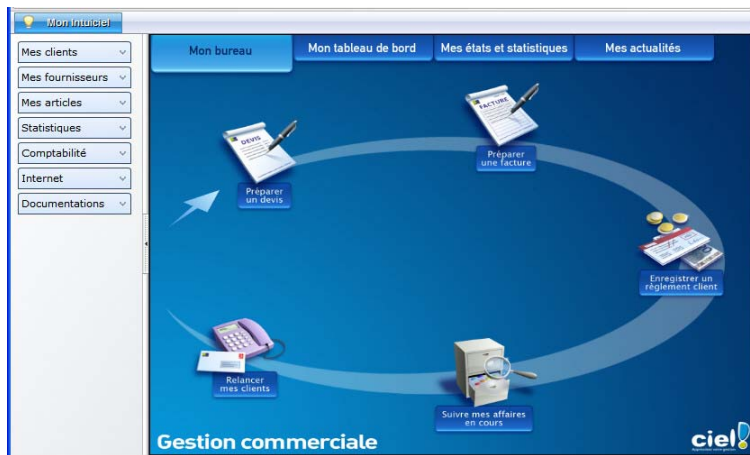 Mon Intuiciel
Mes clients
Mes fournisseurs
Mes articles
Statistiques
Comptabilité
Internet
Documentations
Mon bureau
Mon tableau de bord
Mes états et statistiques
Mes actualités
DEVIS
Préparer
un devis
FACTURE
Préparer
une facture
Enregistrer un
règlement client
Relancer
mes clients
Suivre mes affaires
en cours
Gestion commerciale
ciel!